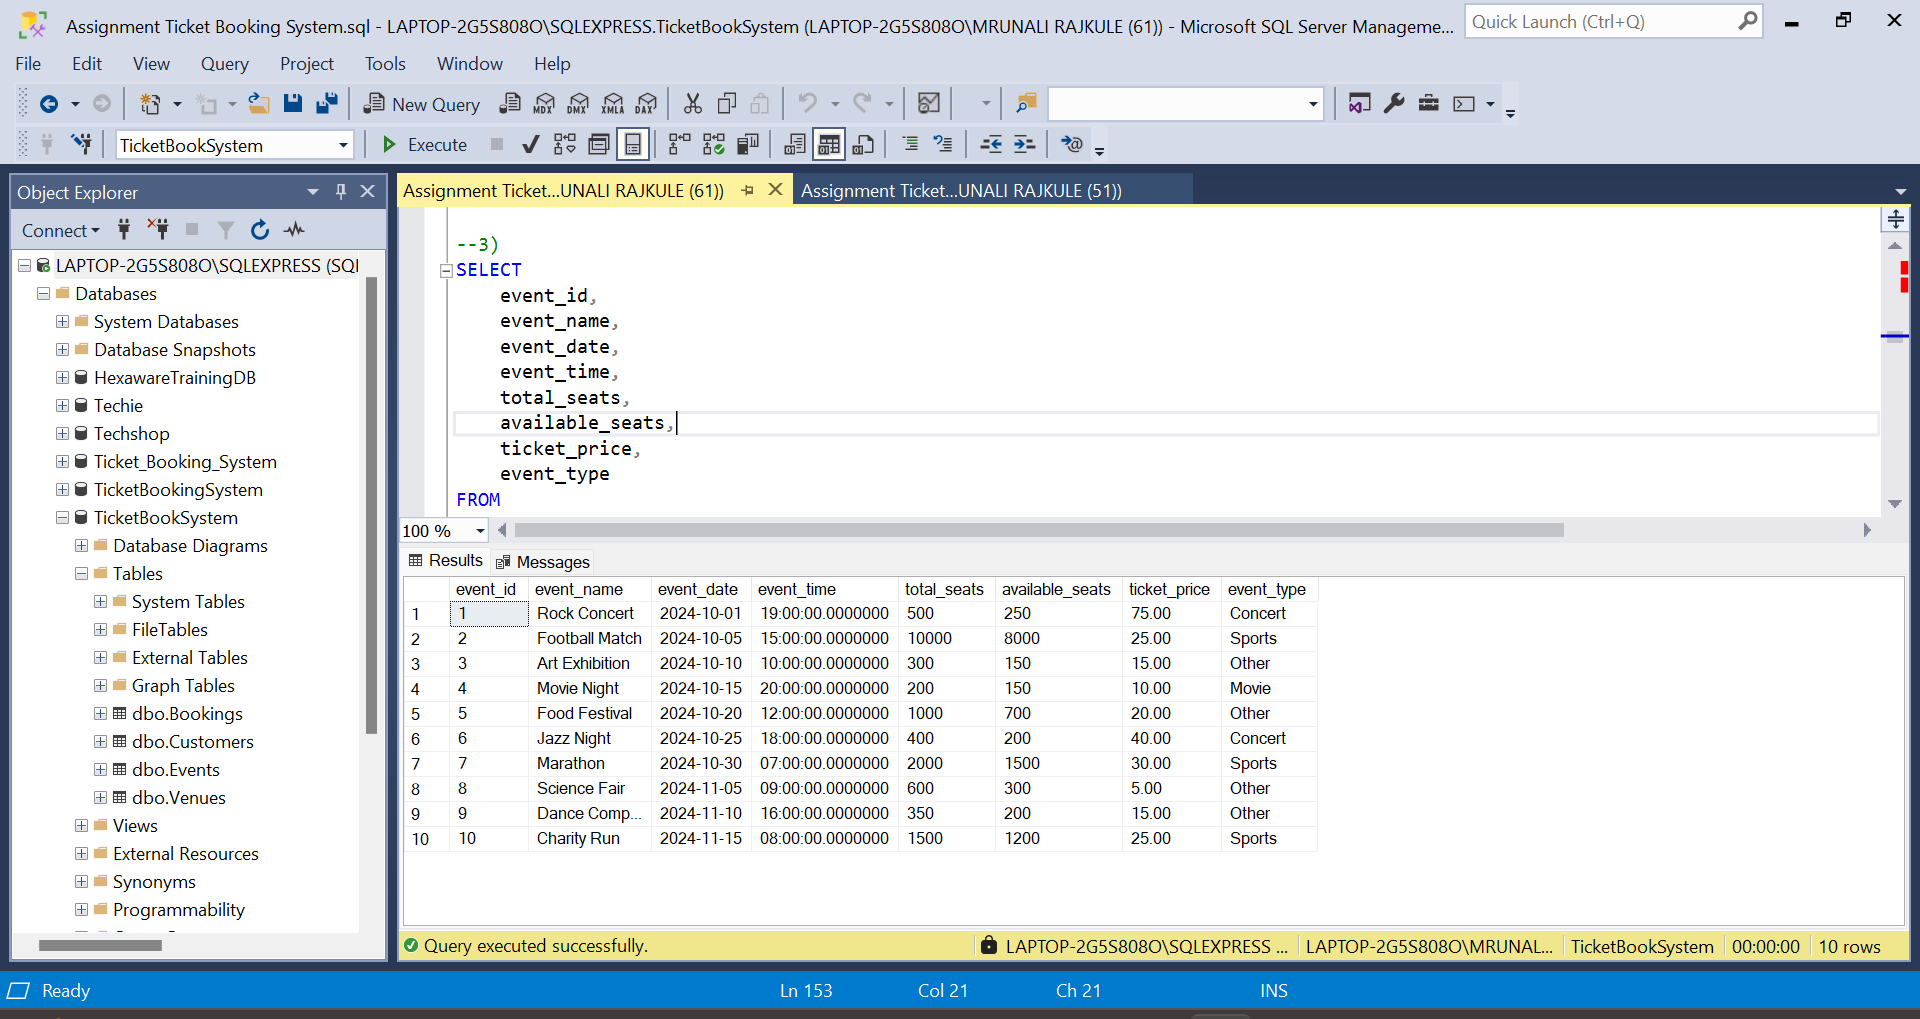 Assignment Ticket Booking System.sql - LAPTOP-2G5S808O\SQLEXPRESS.TicketBookSystem (LAPTOP-2G5S808O\MRUNALI RAJKULE (61)) - Microsoft SQL Server Manageme...
Quick Launch (Ctrl+Q)
File Edit View Query Project Tools Window Help
New Query MDX DMX XMLA DAX
TicketBookSystem Execute
Object Explorer
Connect
LAPTOP-2G5S808O\SQLEXPRESS (SQL
Databases
System Databases
Database Snapshots
HexawareTrainingDB
Techie
Techshop
Ticket_Booking_System
TicketBookingSystem
TicketBookSystem
Database Diagrams
Tables
System Tables
FileTables
External Tables
Graph Tables
dbo.Bookings
dbo.Customers
dbo.Events
dbo.Venues
Views
External Resources
Synonyms
Programmability
Assignment Ticket...UNALI RAJKULE (61))
Assignment Ticket...UNALI RAJKULE (51))
--3)
SELECT
event_id,
event_name,
event_date,
event_time,
total_seats,
available_seats,
ticket_price,
event_type
FROM
100 %
Results Messages
event_id event_name event_date event_time total_seats available_seats ticket_price event_type
1 1 Rock Concert 2024-10-01 19:00:00.0000000 500 250 75.00 Concert
2 2 Football Match 2024-10-05 15:00:00.0000000 10000 8000 25.00 Sports
3 3 Art Exhibition 2024-10-10 10:00:00.0000000 300 150 15.00 Other
4 4 Movie Night 2024-10-15 20:00:00.0000000 200 150 10.00 Movie
5 5 Food Festival 2024-10-20 12:00:00.0000000 1000 700 20.00 Other
6 6 Jazz Night 2024-10-25 18:00:00.0000000 400 200 40.00 Concert
7 7 Marathon 2024-10-30 07:00:00.0000000 2000 1500 30.00 Sports
8 8 Science Fair 2024-11-05 09:00:00.0000000 600 300 5.00 Other
9 9 Dance Comp... 2024-11-10 16:00:00.0000000 350 200 15.00 Other
10 10 Charity Run 2024-11-15 08:00:00.0000000 1500 1200 25.00 Sports
Query executed successfully. LAPTOP-2G5S808O\SQLEXPRESS ... LAPTOP-2G5S808O\MRUNAL... TicketBookSystem 00:00:00 10 rows
Ready Ln 153 Col 21 Ch 21 INS